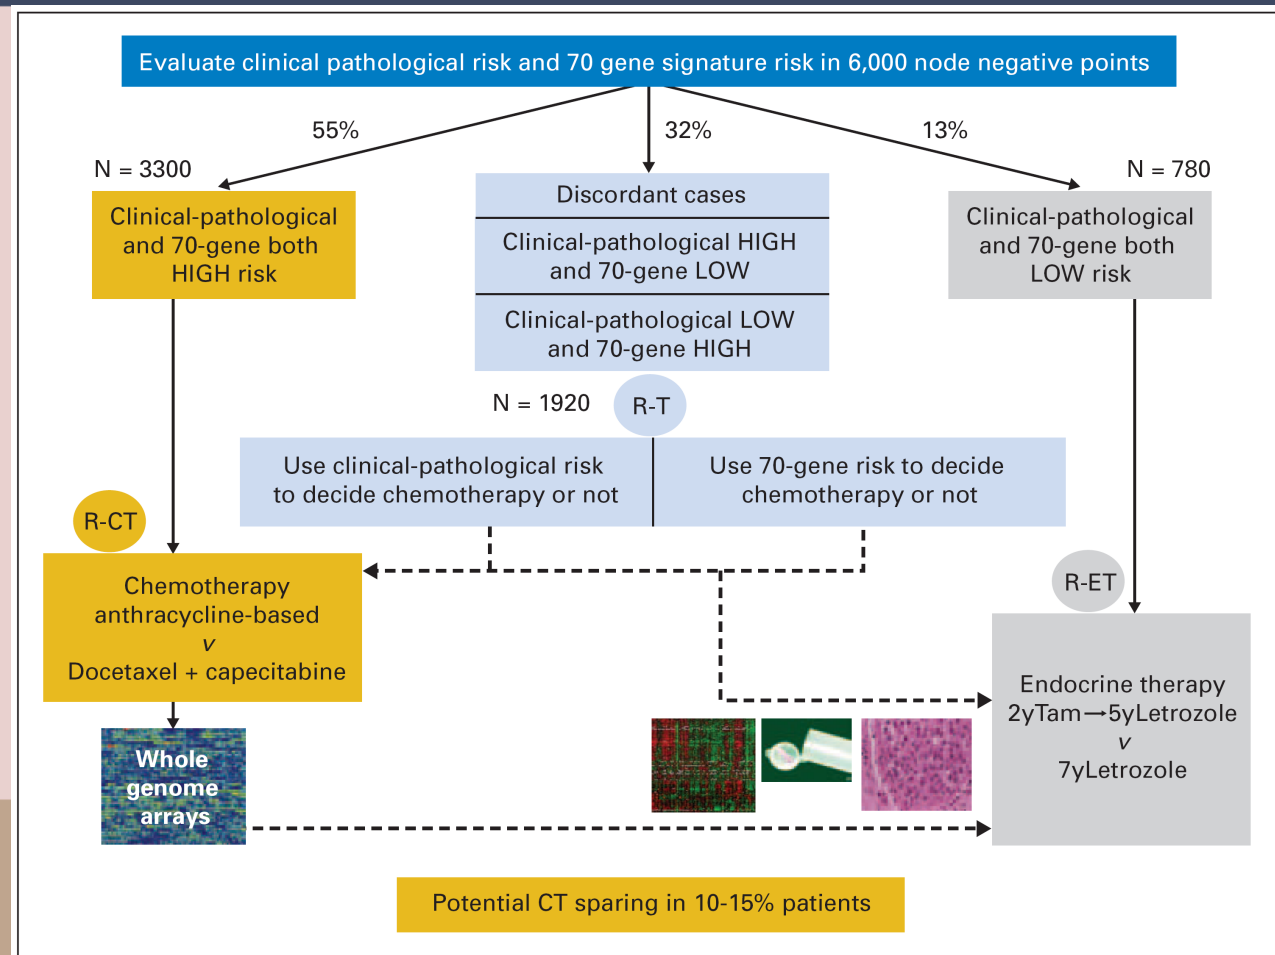 Evaluate clinical pathological risk and 70 gene signature risk in 6,000 node negative points
55%
32%
13%
N = 3300
N = 780
Clinical-pathological
and 70-gene both
HIGH risk
Discordant cases
Clinical-pathological HIGH
and 70-gene LOW
Clinical-pathological LOW
and 70-gene HIGH
Clinical-pathological
and 70-gene both
LOW risk
N = 1920
R-T
Use clinical-pathological risk
to decide chemotherapy or not
Use 70-gene risk to decide
chemotherapy or not
R-CT
Chemotherapy
anthracycline-based
v
Docetaxel + capecitabine
R-ET
Endocrine therapy
2yTam→5yLetrozole
v
7yLetrozole
Whole
genome
arrays
Potential CT sparing in 10-15% patients